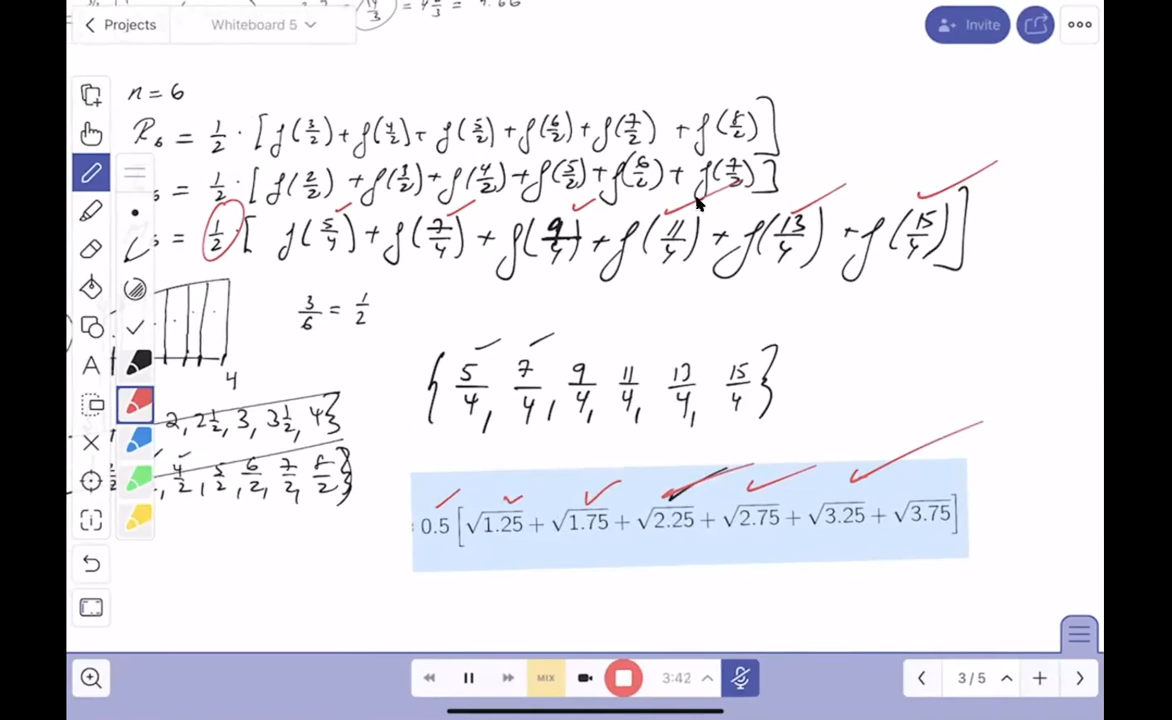 = 4 2/3 =
Projects
Whiteboard 5
Invite
n = 6
R₆ = 1/2 · [f(3/2) + f(4/2) + f(5/2) + f(6/2) + f(7/2) + f(8/2)]
₆ = 1/2 · [f(2/2) + f(3/2) + f(4/2) + f(5/2) + f(6/2) + f(7/2)]
₆ = 1/2 [f(5/4) + f(7/4) + f(9/4) + f(11/4) + f(13/4) + f(15/4)]
3/6 = 1/2
4
{5/4, 7/4, 9/4, 11/4, 13/4, 15/4}
2, 2½, 3, 3½, 4}
, 4/2, 5/2, 6/2, 7/2, 8/2}
: 0.5 [√1.25 + √1.75 + √2.25 + √2.75 + √3.25 + √3.75]
MIX
3:42
3/5